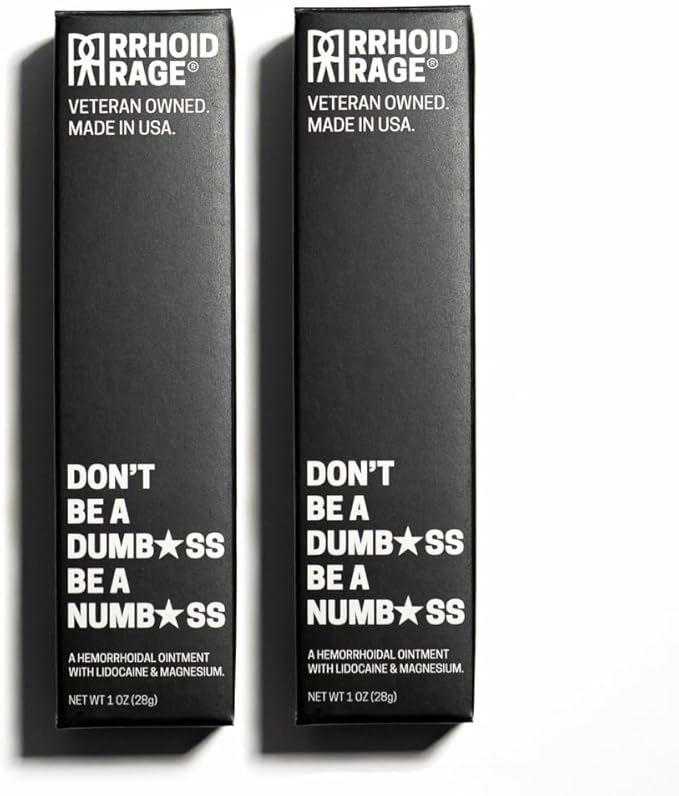 RRHOID
RAGE®
VETERAN OWNED.
MADE IN USA.
DON'T
BE A
DUMB★SS
BE A
NUMB★SS
A HEMORRHOIDAL OINTMENT
WITH LIDOCAINE & MAGNESIUM.
NET WT 1 OZ (28g)
RRHOID
RAGE®
VETERAN OWNED.
MADE IN USA.
DON'T
BE A
DUMB★SS
BE A
NUMB★SS
A HEMORRHOIDAL OINTMENT
WITH LIDOCAINE & MAGNESIUM.
NET WT 1 OZ (28g)